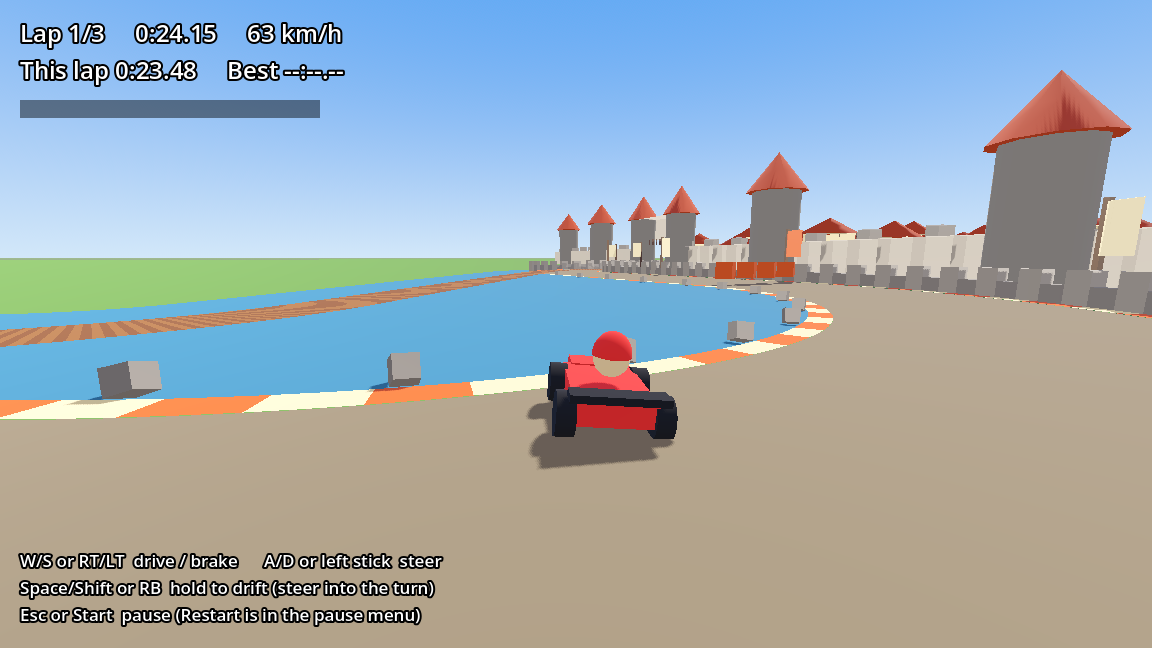 Lap 1/3 0:24.15 63 km/h
This lap 0:23.48 Best --:--.--
W/S or RT/LT drive / brake A/D or left stick steer
Space/Shift or RB hold to drift (steer into the turn)
Esc or Start pause (Restart is in the pause menu)